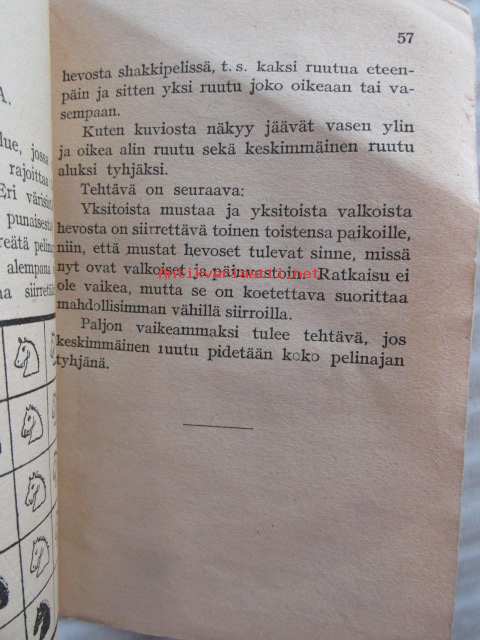 A.
lue, jossa
rajoittaa
Eri väris
punaisesta
reätä pelin
alempana
na siirretä
57
hevosta shakkipelissä, t. s. kaksi ruutua eteen-
päin ja sitten yksi ruutu joko oikeaan tai va-
sempaan.
Kuten kuviosta näkyy jäävät vasen ylin
ja oikea alin ruutu sekä keskimmäinen ruutu
aluksi tyhjäksi.
Tehtävä on seuraava:
Yksitoista mustaa ja yksitoista valkoista
hevosta on siirrettävä toinen toistensa paikoille,
niin, että mustat hevoset tulevat sinne, missä
nyt ovat valkoiset ja päinvastoin. Ratkaisu ei
ole vaikea, mutta se on koetettava suorittaa
mahdollisimman vähillä siirroilla.
Paljon vaikeammaksi tulee tehtävä, jos
keskimmäinen ruutu pidetään koko pelinajan
tyhjänä.